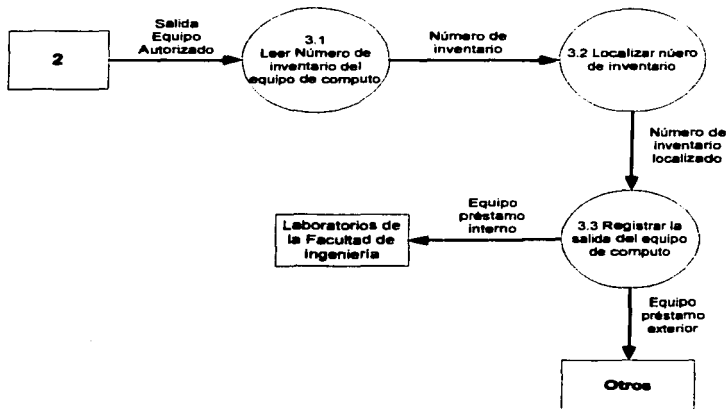 Salida
Equipo
Autorizado
2
3.1
Leer Número de
inventario del
equipo de computo
Número de
inventario
3.2 Localizar núero
de inventario
Número de
inventario
localizado
Equipo
préstamo
interno
Laboratorios de
la Facultad de
Ingeniería
3.3 Registrar la
salida del equipo
de computo
Equipo
préstamo
exterior
Otros